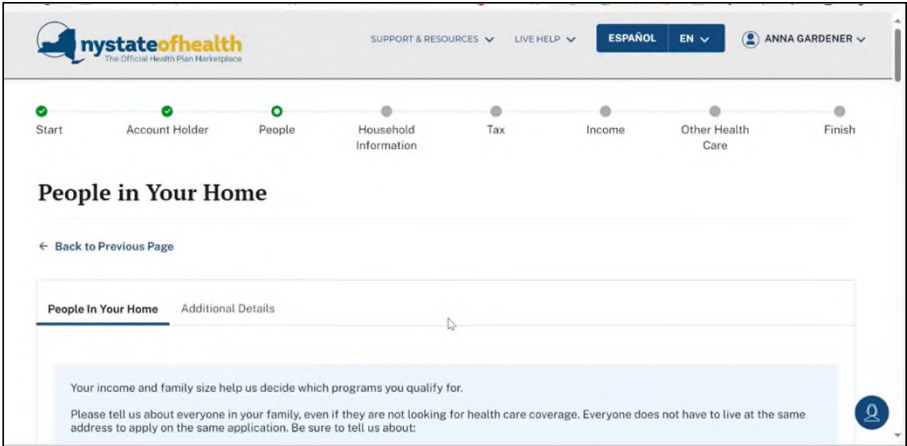 nystateofhealth
The Official Health Plan Marketplace
SUPPORT & RESOURCES
LIVE HELP
ESPAÑOL
EN
ANNA GARDENER
Start
Account Holder
People
Household
Information
Tax
Income
Other Health
Care
Finish
People in Your Home
← Back to Previous Page
People In Your Home
Additional Details
Your income and family size help us decide which programs you qualify for.
Please tell us about everyone in your family, even if they are not looking for health care coverage. Everyone does not have to live at the same
address to apply on the same application. Be sure to tell us about: